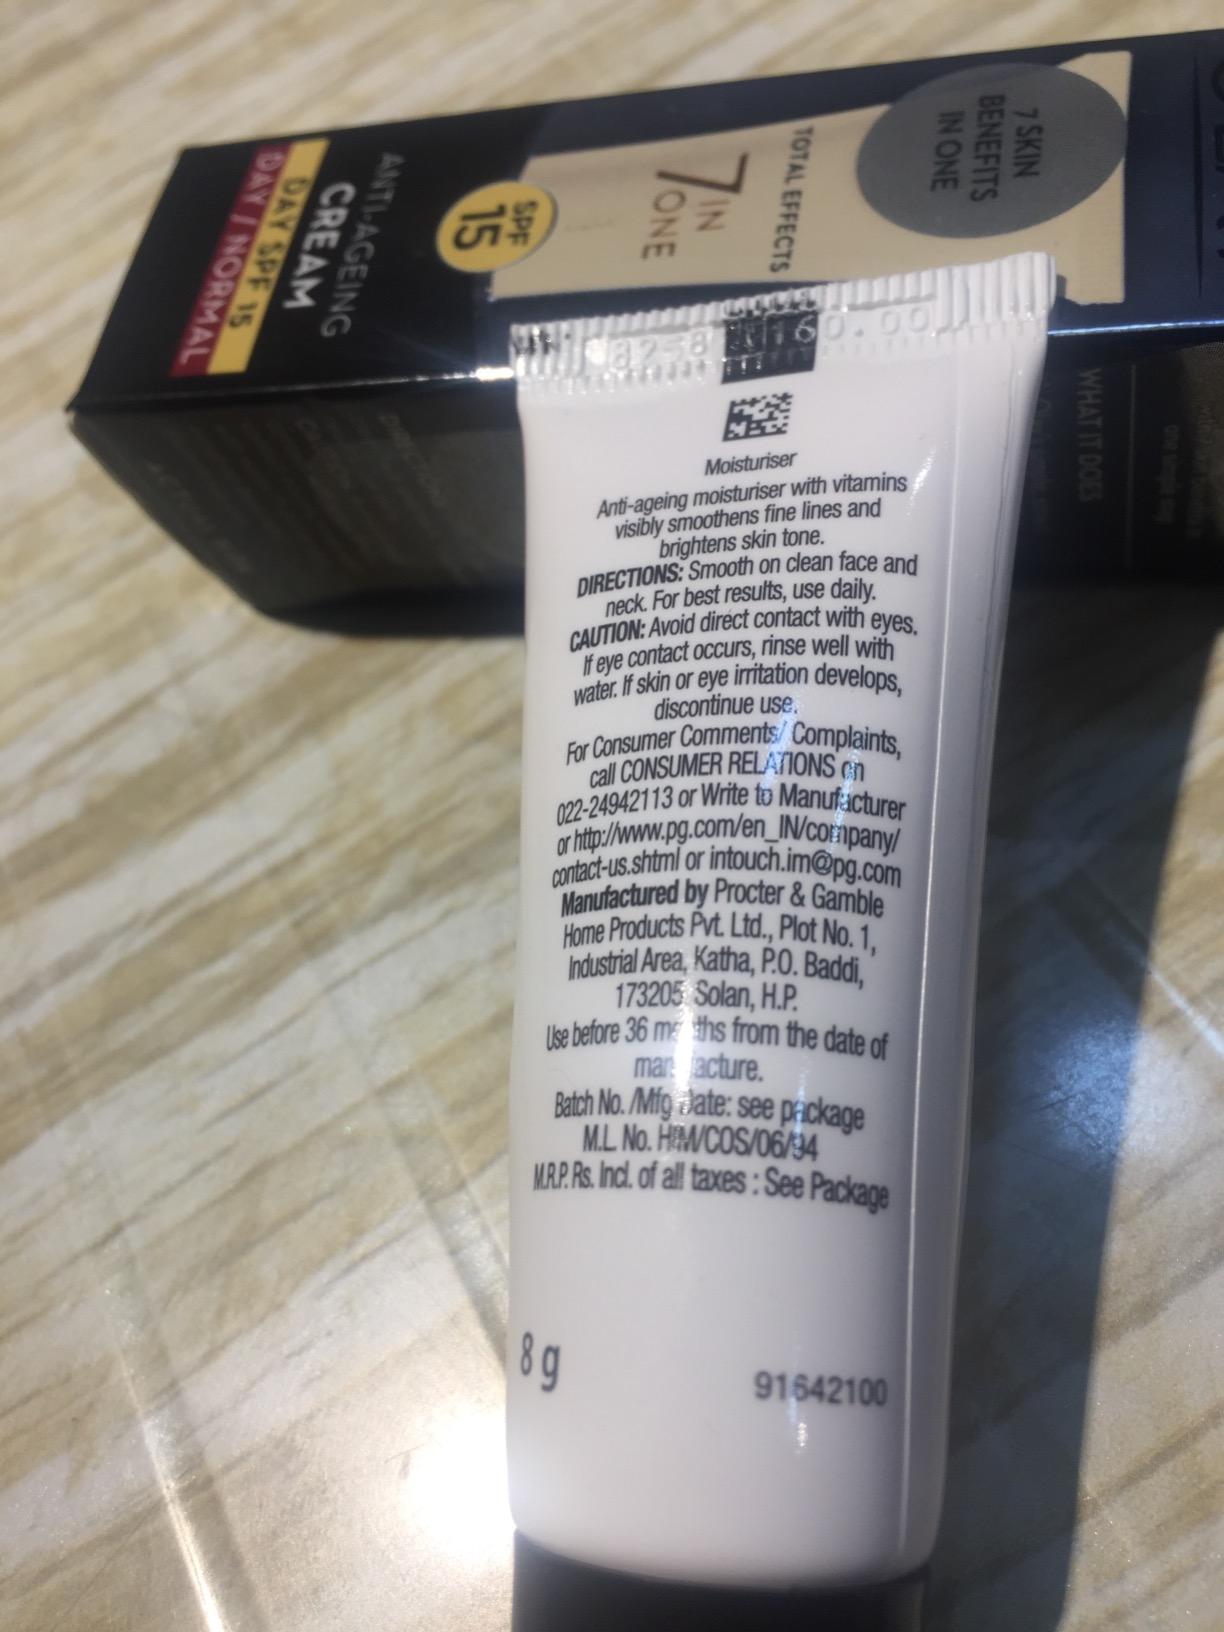 7 SKIN
BENEFITS
IN ONE
TOTAL EFFECTS
7 IN
ONE
SPF
15
ANTI-AGEING
CREAM
DAY SPF 15
DAY / NORMAL
WHAT IT DOES
8258
60.00
Moisturiser
Anti-ageing moisturiser with vitamins
visibly smoothens fine lines and
brightens skin tone.
DIRECTIONS: Smooth on clean face and
neck. For best results, use daily.
CAUTION: Avoid direct contact with eyes.
If eye contact occurs, rinse well with
water. If skin or eye irritation develops,
discontinue use.
For Consumer Comments/ Complaints,
call CONSUMER RELATIONS on
022-24942113 or Write to Manufacturer
or http://www.pg.com/en_IN/company/
contact-us.shtml or intouch.im@pg.com
Manufactured by Procter & Gamble
Home Products Pvt. Ltd., Plot No. 1,
Industrial Area, Katha, P.O. Baddi,
173205, Solan, H.P.
Use before 36 months from the date of
manufacture.
Batch No. /Mfg Date: see package
M.L. No. HIM/COS/06/94
M.R.P. Rs. Incl. of all taxes : See Package
8 g
91642100